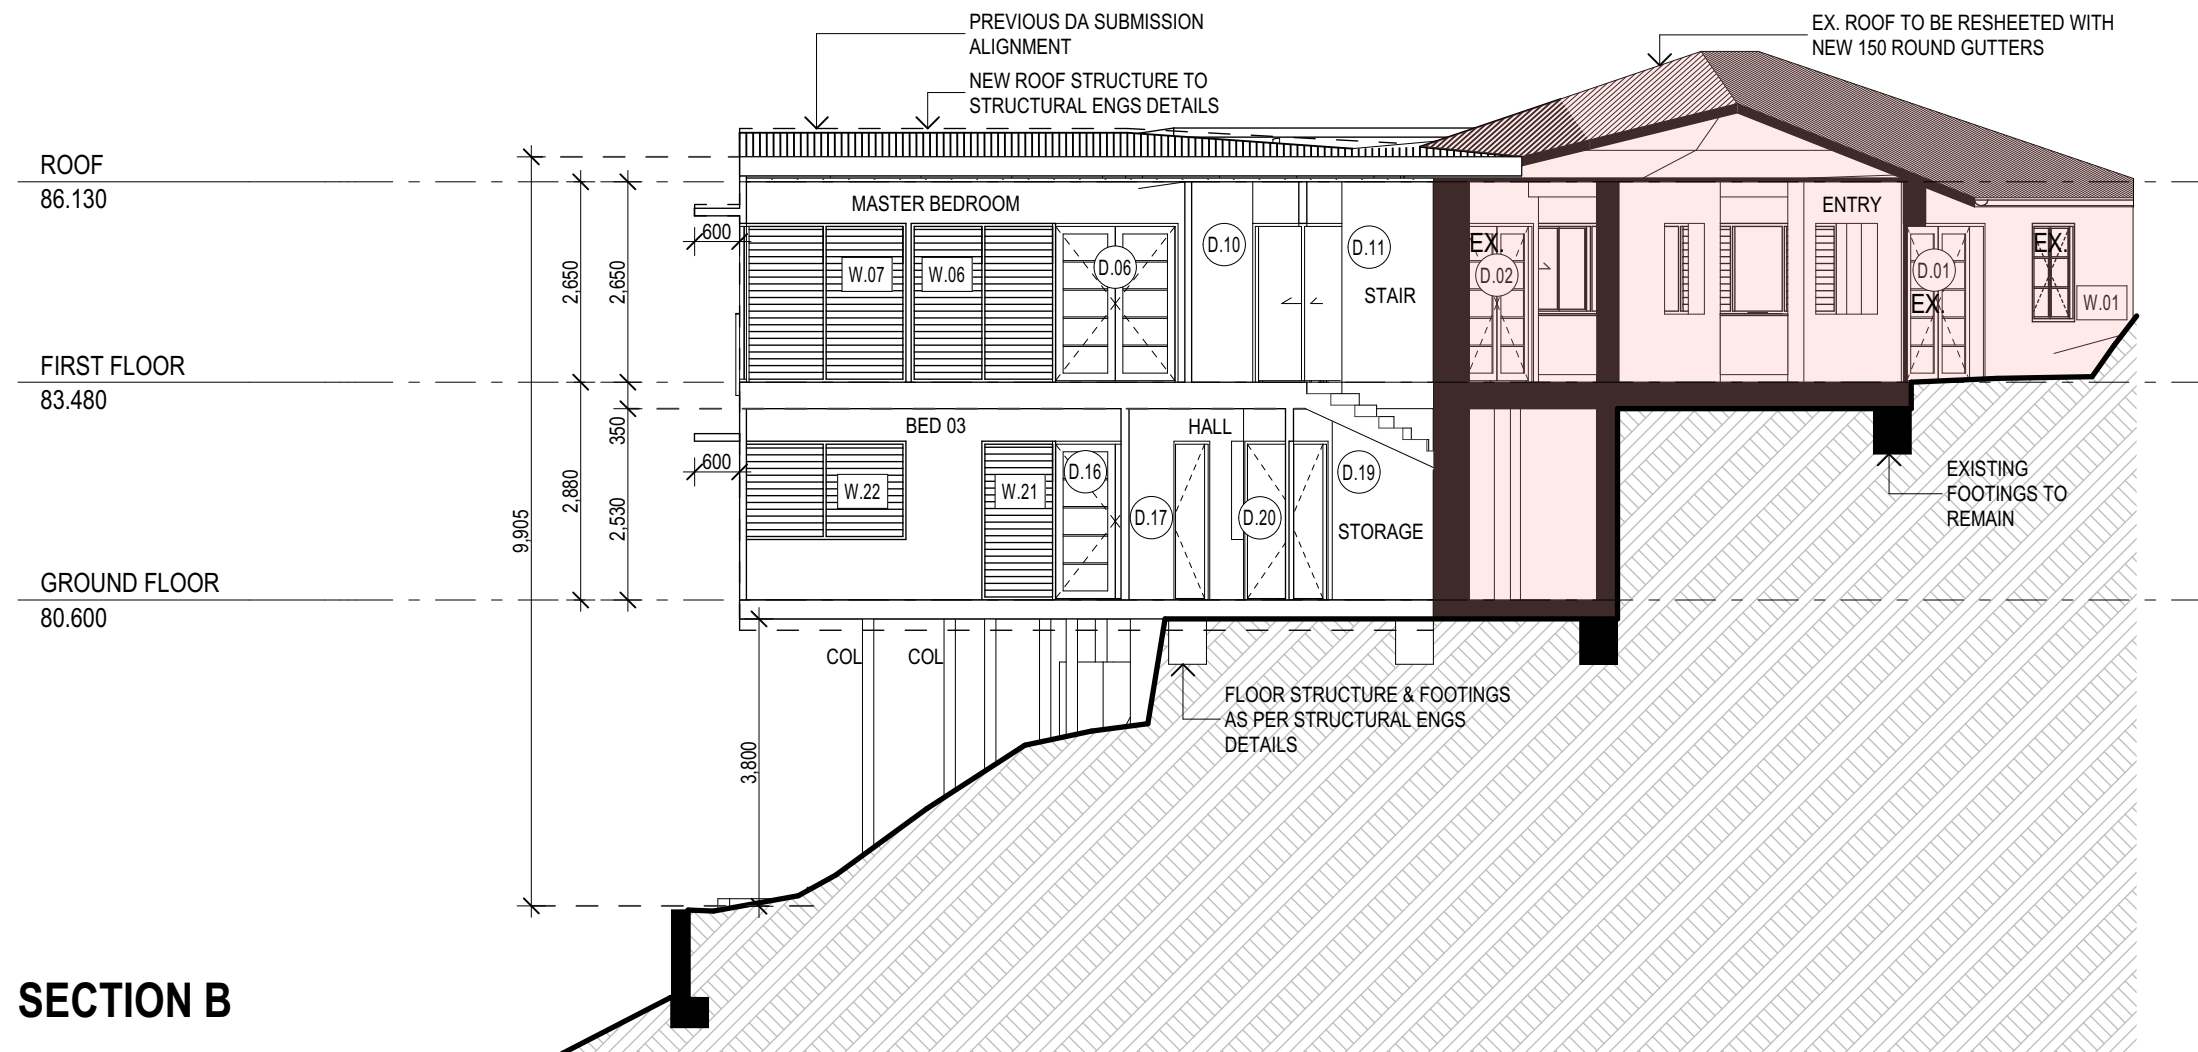 PREVIOUS DA SUBMISSION
ALIGNMENT
NEW ROOF STRUCTURE TO
STRUCTURAL ENGS DETAILS
EX. ROOF TO BE RESHEETED WITH
NEW 150 ROUND GUTTERS
ROOF
86.130
MASTER BEDROOM
ENTRY
600
D.10
D.11
EX.
EX.
W.07
W.06
D.06
D.02
D.01
2,650
2,650
STAIR
EX.
W.01
FIRST FLOOR
83.480
350
BED 03
HALL
600
D.16
D.19
EXISTING
FOOTINGS TO
REMAIN
W.22
W.21
2,880
2,530
9,905
D.17
D.20
STORAGE
GROUND FLOOR
80.600
COL
COL
FLOOR STRUCTURE & FOOTINGS
AS PER STRUCTURAL ENGS
DETAILS
3,800
SECTION B